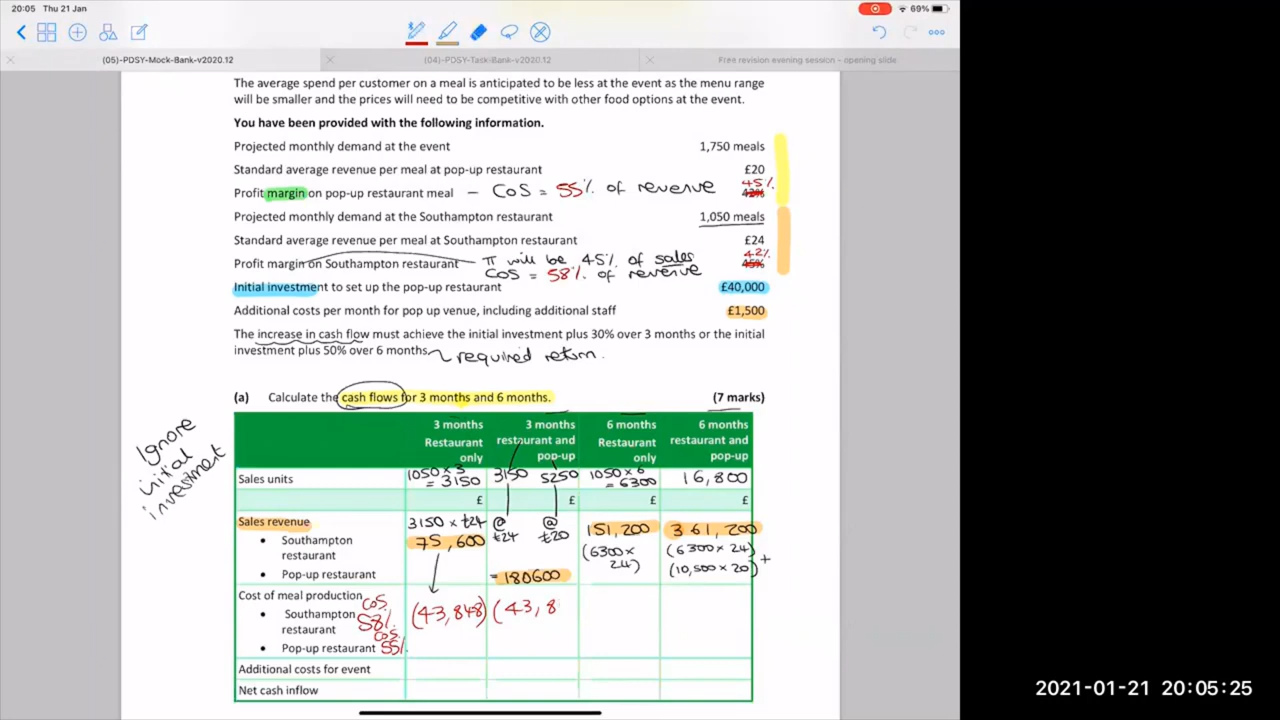 20:05 Thu 21 Jan
69%
(05)-PDSY-Mock-Bank-v2020.12
(04)-PDSY-Task-Bank-v2020.12
Free revision evening session - opening slide
The average spend per customer on a meal is anticipated to be less at the event as the menu range
will be smaller and the prices will need to be competitive with other food options at the event.
You have been provided with the following information.
Projected monthly demand at the event 1,750 meals
Standard average revenue per meal at pop-up restaurant £20
45%
Profit margin on pop-up restaurant meal - CoS = 55% of revenue 42%
Projected monthly demand at the Southampton restaurant 1,050 meals
Standard average revenue per meal at Southampton restaurant £24
π will be 45% of sales 42%
Profit margin on Southampton restaurant CoS = 58% of revenue 45%
Initial investment to set up the pop-up restaurant £40,000
Additional costs per month for pop up venue, including additional staff £1,500
The increase in cash flow must achieve the initial investment plus 30% over 3 months or the initial
investment plus 50% over 6 months required return.
(a) Calculate the cash flows for 3 months and 6 months. (7 marks)
Ignore
initial
investment
3 months 3 months 6 months 6 months
Restaurant restaurant and Restaurant restaurant and
only pop-up only pop-up
Sales units 1050 x 3 = 3150 3150 5250 1050 x 6 = 6300 16,800
£ £ £ £
Sales revenue 3150 x £24 @ £24 @ £20 151,200 361,200
• Southampton 75,600 (6300 x 24) (6300 x 24) +
restaurant (10,500 x 20)
• Pop-up restaurant = 180600
Cost of meal production
• Southampton CoS 58% (43,848) (43,8
restaurant
• Pop-up restaurant CoS 55%
Additional costs for event
Net cash inflow
2021-01-21 20:05:25